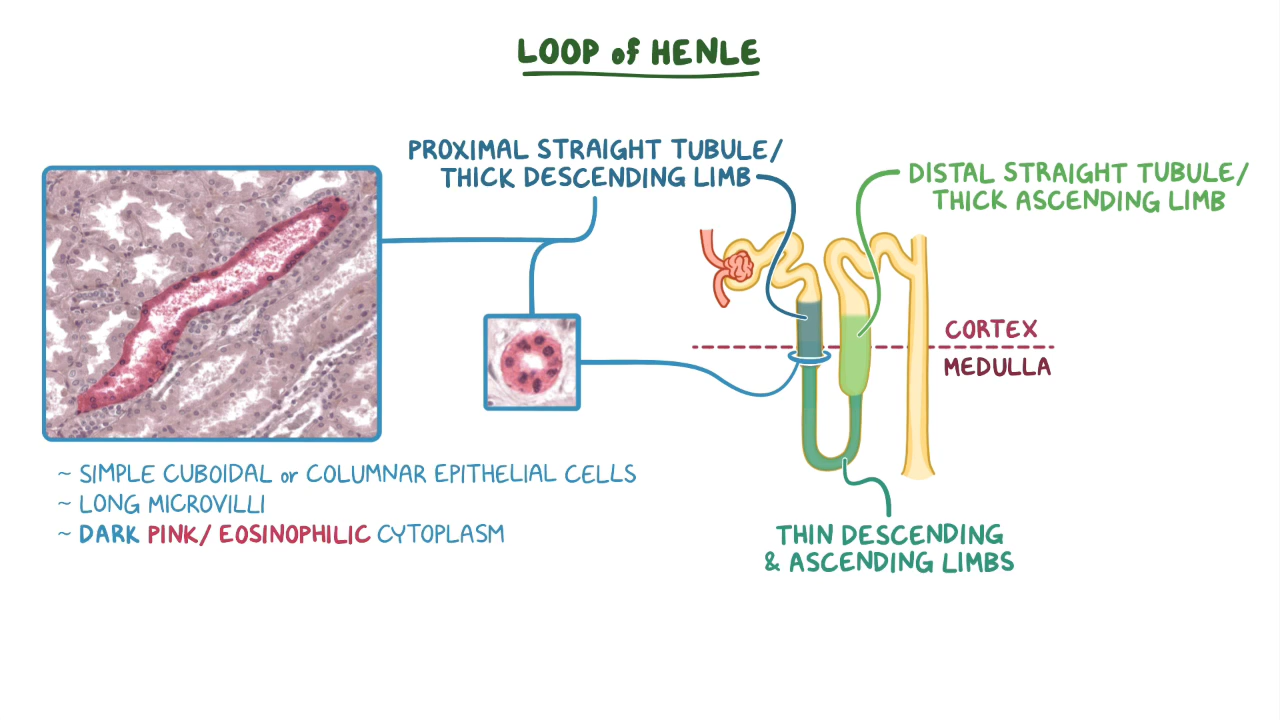 LOOP of HENLE
PROXIMAL STRAIGHT TUBULE/
THICK DESCENDING LIMB
DISTAL STRAIGHT TUBULE/
THICK ASCENDING LIMB
CORTEX
MEDULLA
~ SIMPLE CUBOIDAL or COLUMNAR EPITHELIAL CELLS
~ LONG MICROVILLI
~ DARK PINK/ EOSINOPHILIC CYTOPLASM
THIN DESCENDING
& ASCENDING LIMBS